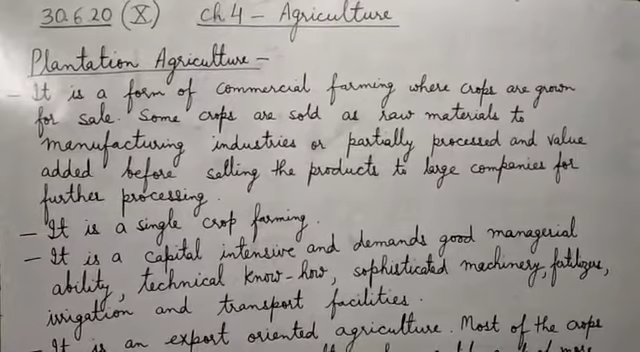 30.6.20 (X) Ch 4 - Agriculture
Plantation Agriculture -
- It is a form of commercial farming where crops are grown
for sale. Some crops are sold as raw materials to
manufacturing industries or partially processed and value
added before selling the products to large companies for
further processing.
- It is a single crop farming.
- It is a capital intensive and demands good managerial
ability, technical know-how, sophisticated machinery, fertilizers,
irrigation and transport facilities.
- It is an export oriented agriculture. Most of the crops